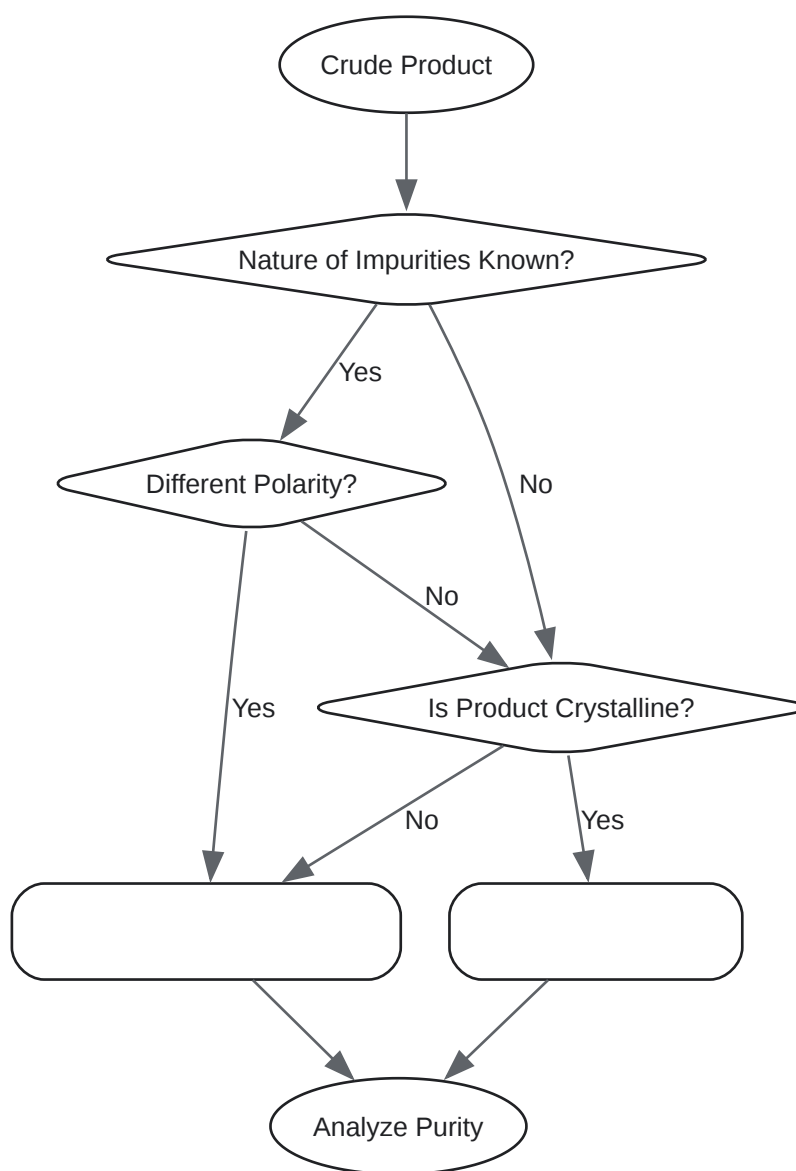 Crude Product
Nature of Impurities Known?
Yes
Different Polarity?
No
No
Yes
Is Product Crystalline?
No
Yes
Analyze Purity